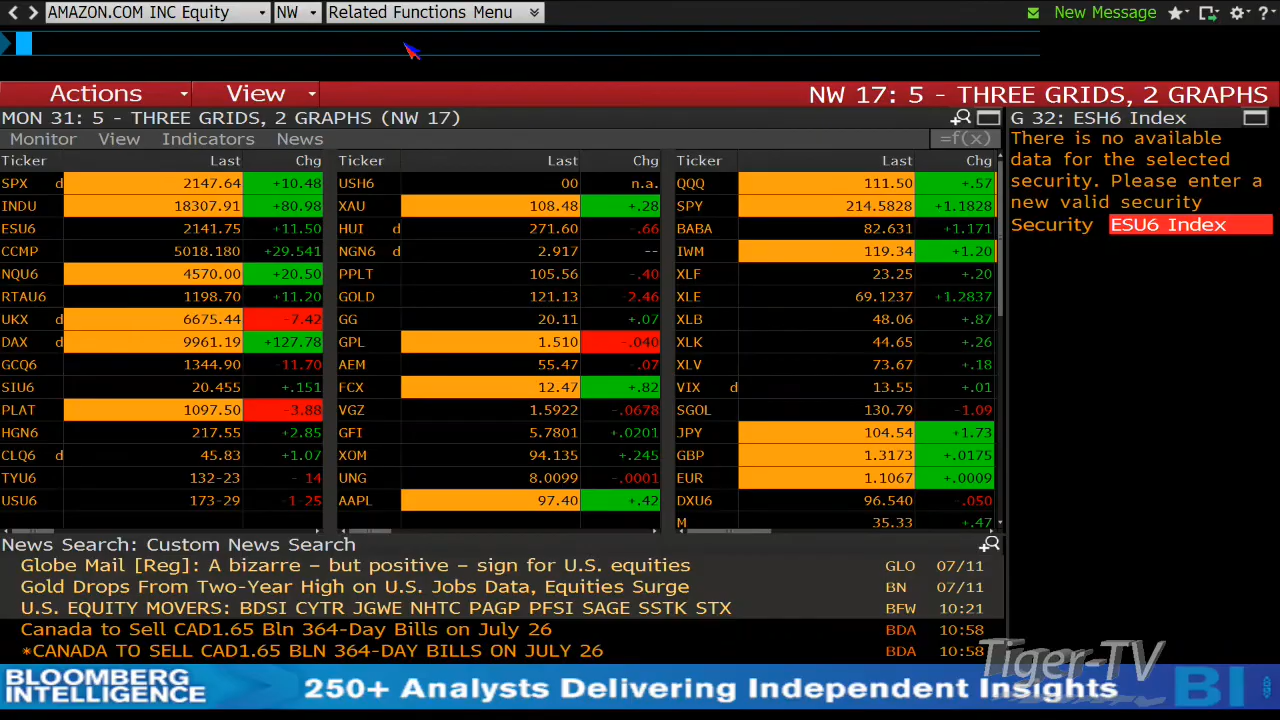 AMAZON.COM INC Equity NW Related Functions Menu New Message ?
Actions View NW 17: 5 - THREE GRIDS, 2 GRAPHS
MON 31: 5 - THREE GRIDS, 2 GRAPHS (NW 17) G 32: ESH6 Index
Monitor View Indicators News =f(x) There is no available
data for the selected
security. Please enter a
new valid security
Security ESU6 Index
Ticker Last Chg Ticker Last Chg Ticker Last Chg
SPX d 2147.64 +10.48 USH6 00 n.a. QQQ 111.50 +.57
INDU 18307.91 +80.98 XAU 108.48 +.28 SPY 214.5828 +1.1828
ESU6 2141.75 +11.50 HUI d 271.60 -.66 BABA 82.631 +1.171
CCMP 5018.180 +29.541 NGN6 d 2.917 -- IWM 119.34 +1.20
NQU6 4570.00 +20.50 PPLT 105.56 -.40 XLF 23.25 +.20
RTAU6 1198.70 +11.20 GOLD 121.13 -2.46 XLE 69.1237 +1.2837
UKX d 6675.44 -7.42 GG 20.11 +.07 XLB 48.06 +.87
DAX d 9961.19 +127.78 GPL 1.510 -.040 XLK 44.65 +.26
GCQ6 1344.90 -11.70 AEM 55.47 -.07 XLV 73.67 +.18
SIU6 20.455 +.151 FCX 12.47 +.82 VIX d 13.55 +.01
PLAT 1097.50 -3.88 VGZ 1.5922 -.0678 SGOL 130.79 -1.09
HGN6 217.55 +2.85 GFI 5.7801 +.0201 JPY 104.54 +1.73
CLQ6 d 45.83 +1.07 XOM 94.135 +.245 GBP 1.3173 +.0175
TYU6 132-23 - 14 UNG 8.0099 -.0001 EUR 1.1067 +.0009
USU6 173-29 -1-25 AAPL 97.40 +.42 DXU6 96.540 -.050
M 35.33 +.47
News Search: Custom News Search
Globe Mail [Reg]: A bizarre – but positive – sign for U.S. equities GLO 07/11
Gold Drops From Two-Year High on U.S. Jobs Data, Equities Surge BN 07/11
U.S. EQUITY MOVERS: BDSI CYTR JGWE NHTC PAGP PFSI SAGE SSTK STX BFW 10:21
Canada to Sell CAD1.65 Bln 364-Day Bills on July 26 BDA 10:58
*CANADA TO SELL CAD1.65 BLN 364-DAY BILLS ON JULY 26 BDA 10:58
Tiger-TV
BLOOMBERG
INTELLIGENCE
250+ Analysts Delivering Independent Insights BI